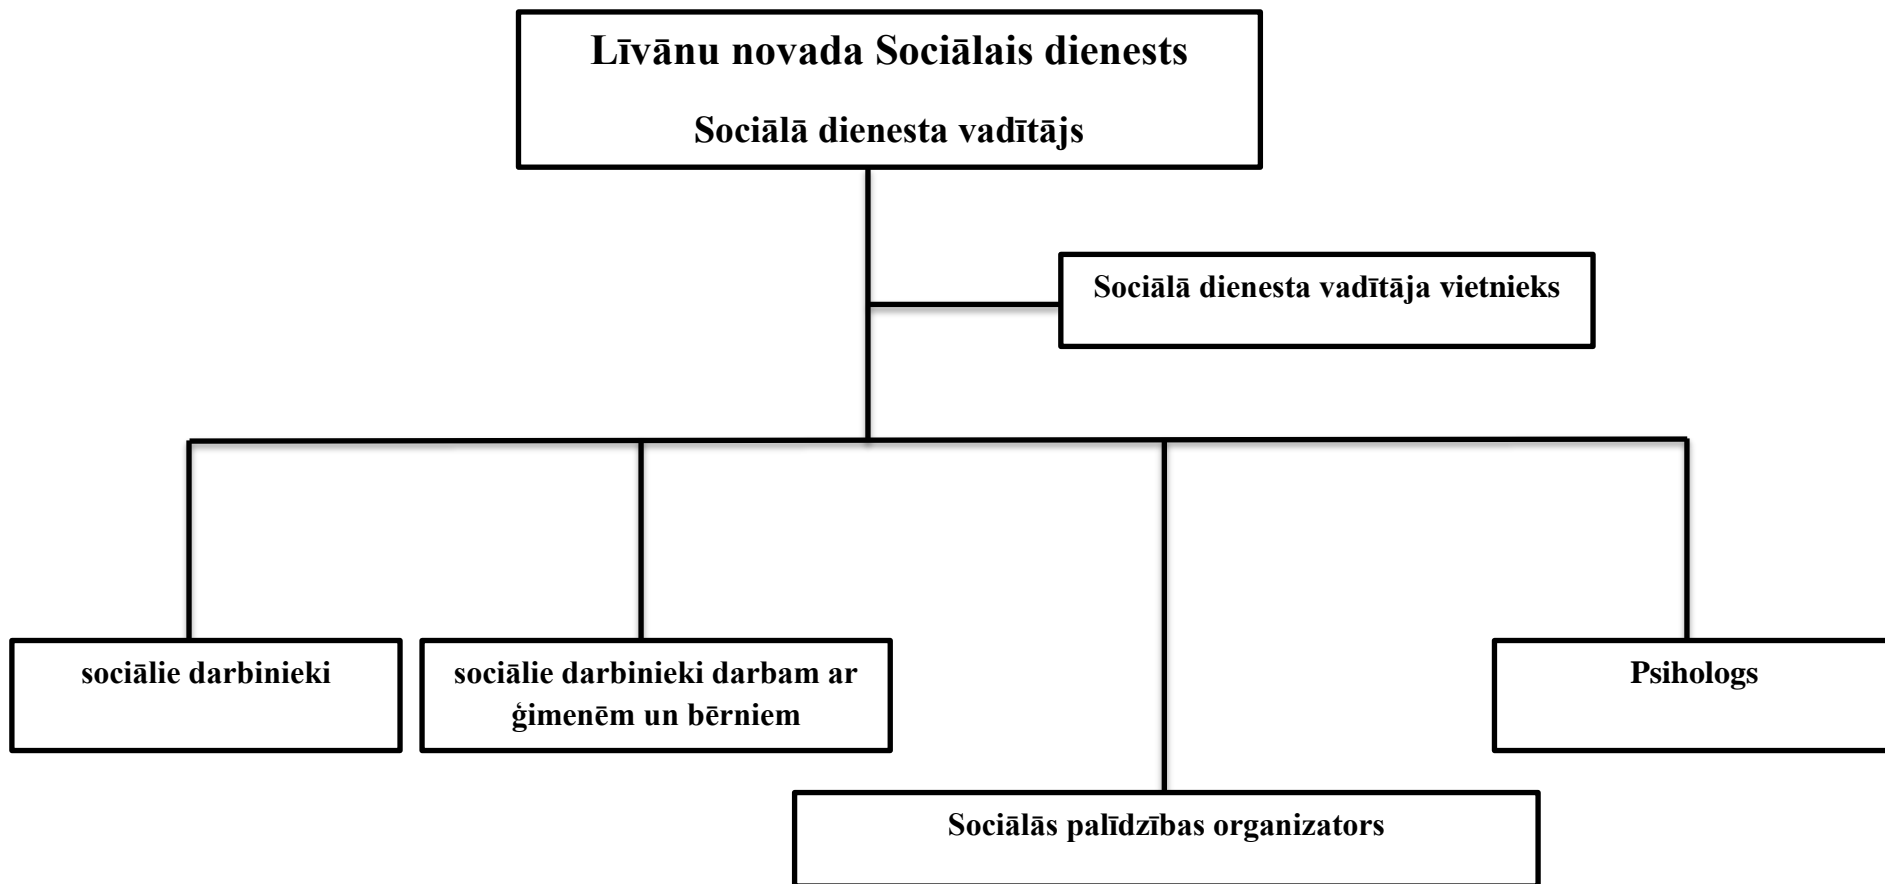 Līvānu novada Sociālais dienests
Sociālā dienesta vadītājs
Sociālā dienesta vadītāja vietnieks
sociālie darbinieki
sociālie darbinieki darbam ar
ģimenēm un bērniem
Psihologs
Sociālās palīdzības organizators